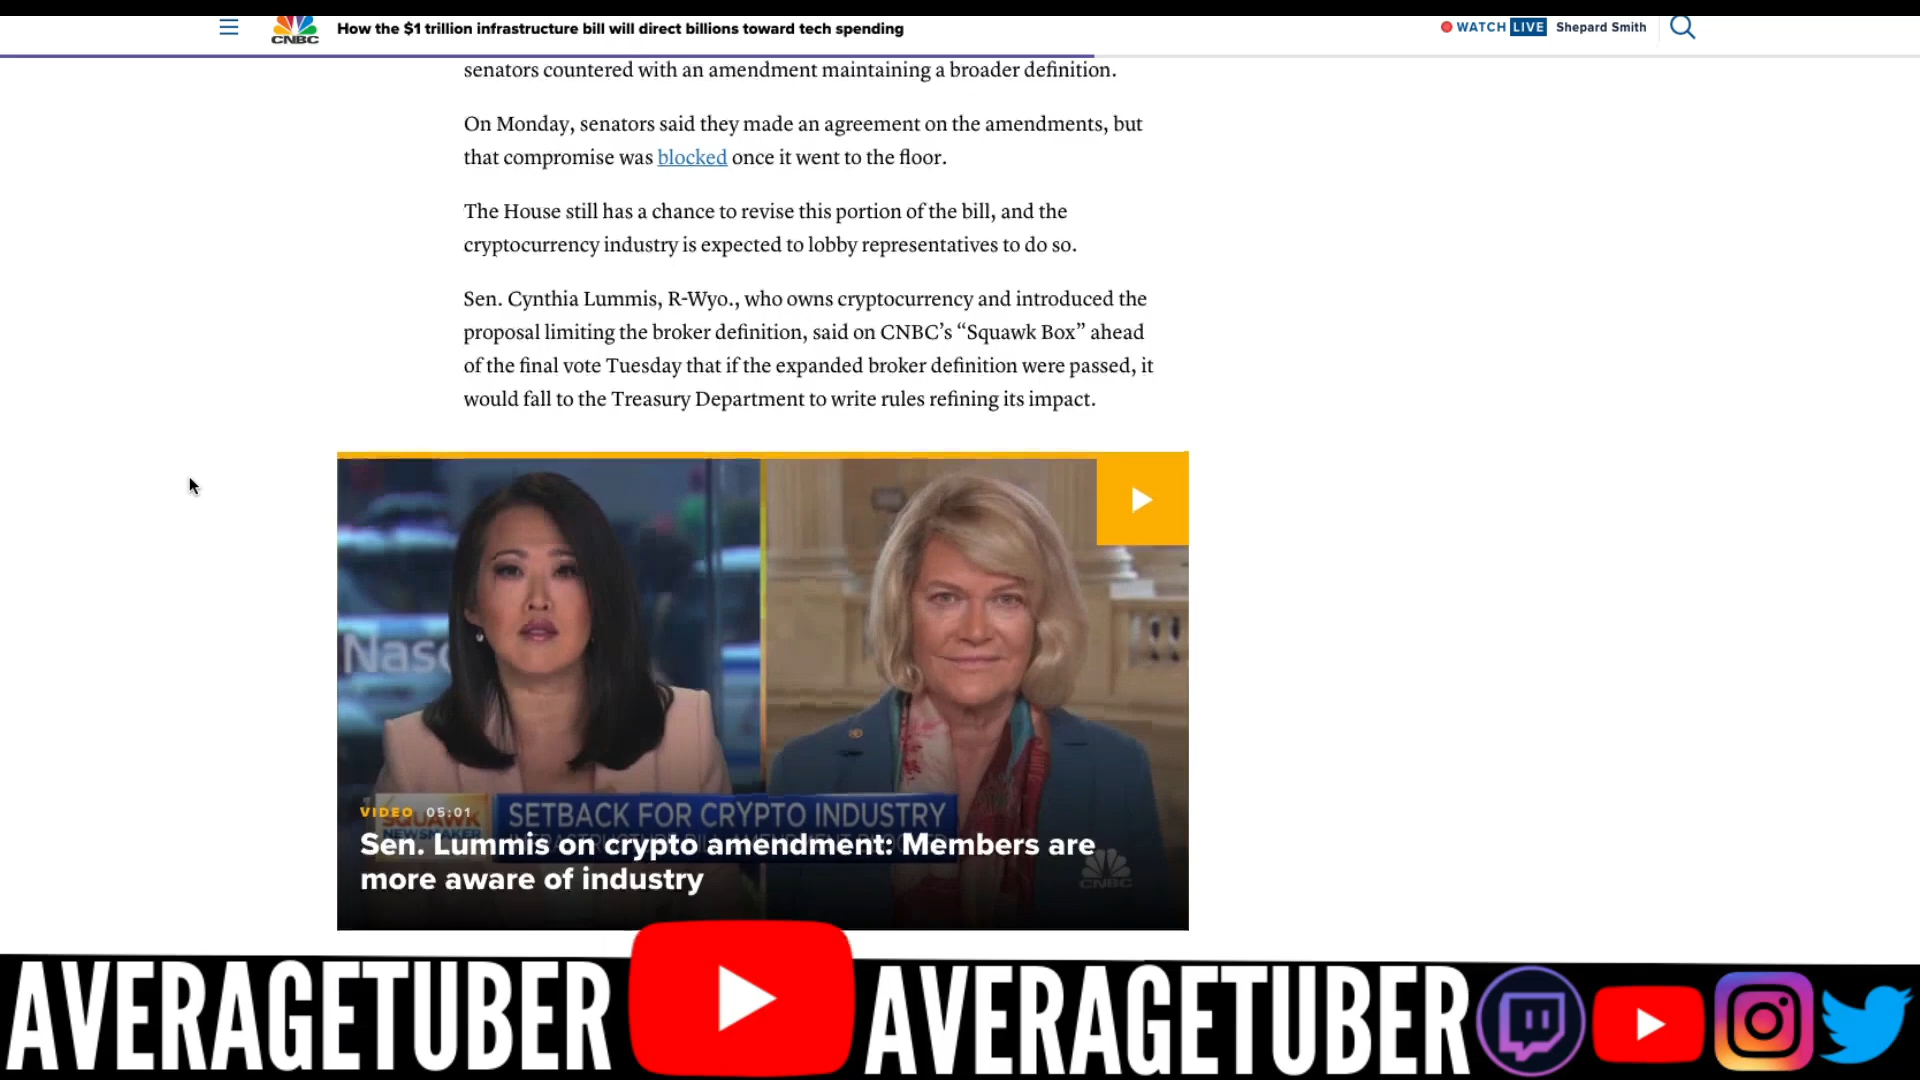 CNBC
How the $1 trillion infrastructure bill will direct billions toward tech spending
WATCH LIVE Shepard Smith
senators countered with an amendment maintaining a broader definition.
On Monday, senators said they made an agreement on the amendments, but
that compromise was blocked once it went to the floor.
The House still has a chance to revise this portion of the bill, and the
cryptocurrency industry is expected to lobby representatives to do so.
Sen. Cynthia Lummis, R-Wyo., who owns cryptocurrency and introduced the
proposal limiting the broker definition, said on CNBC’s “Squawk Box” ahead
of the final vote Tuesday that if the expanded broker definition were passed, it
would fall to the Treasury Department to write rules refining its impact.
Nasd
VIDEO 05:01
SQUAWK
NEWSMAKER
SETBACK FOR CRYPTO INDUSTRY
Sen. Lummis on crypto amendment: Members are
more aware of industry
CNBC
AVERAGETUBER AVERAGETUBER